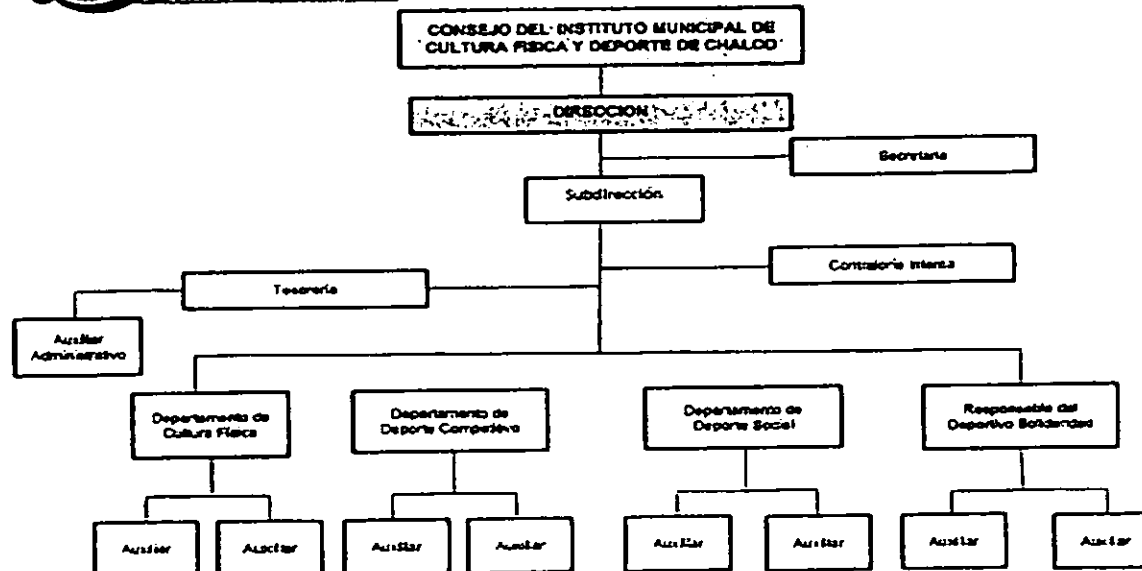 CONSEJO DEL INSTITUTO MUNICIPAL DE
CULTURA FISICA Y DEPORTE DE CHALCO
DIRECCION
Secretaria
Subdirección
Contraloría Interna
Tesorería
Auxiliar
Administrativo
Departamento de
Cultura Física
Departamento de
Deporte Competitivo
Departamento de
Deporte Social
Responsable del
Deportivo Solidaridad
Auxiliar
Auxiliar
Auxiliar
Auxiliar
Auxiliar
Auxiliar
Auxiliar
Auxiliar